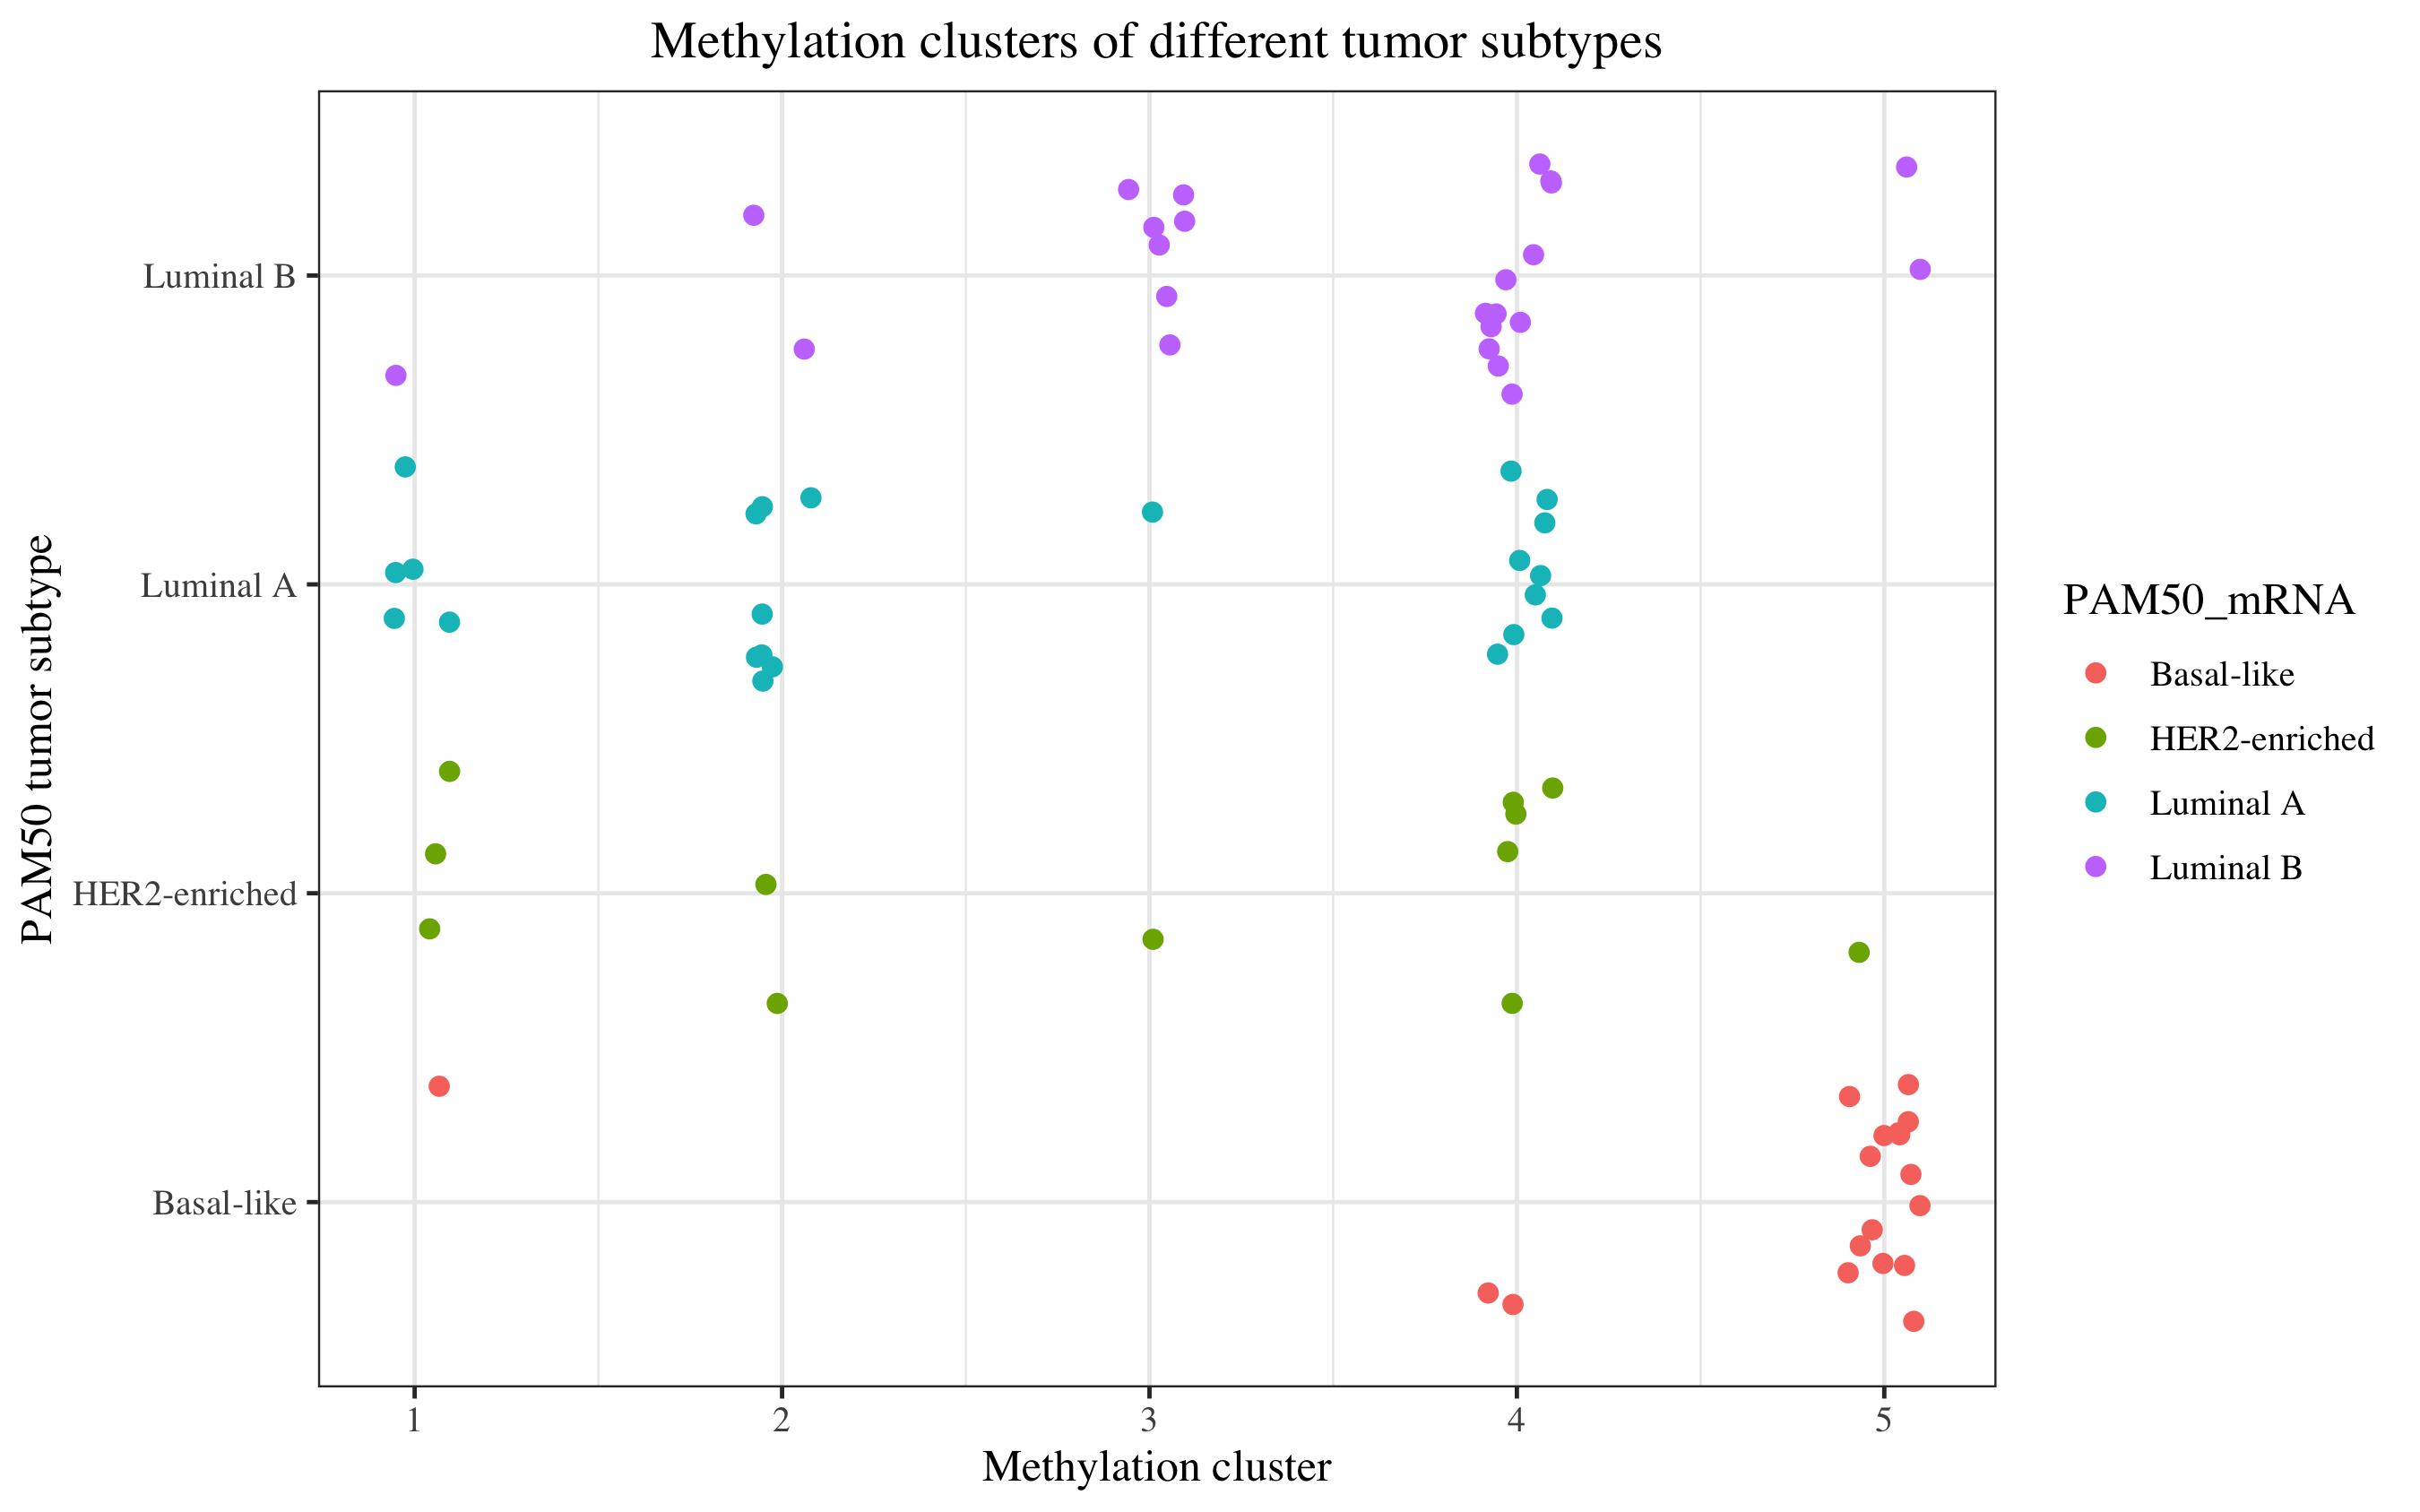 Methylation clusters of different tumor subtypes
PAM50 tumor subtype
Luminal B
Luminal A
HER2-enriched
Basal-like
1 2 3 4 5
Methylation cluster
PAM50_mRNA
Basal-like
HER2-enriched
Luminal A
Luminal B